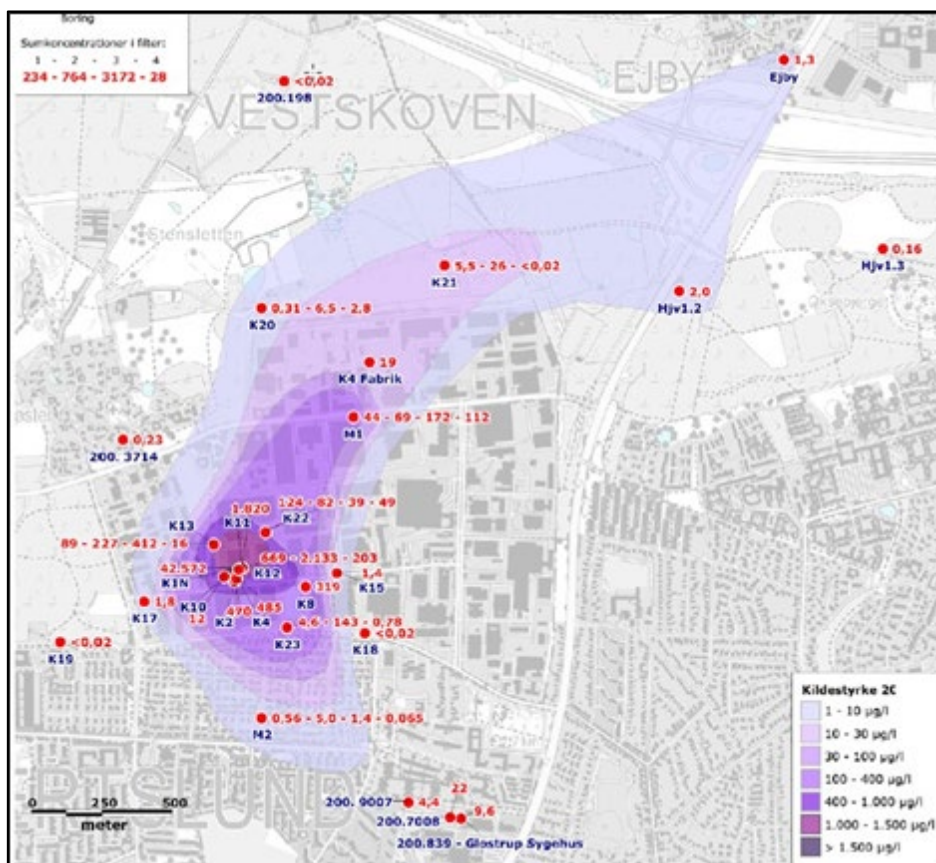 Boring
Sumkoncentrationer i filter:
1 - 2 - 3 - 4
234 - 764 - 3172 - 28
<0,02
200.198
VESTSKOVEN
EJBY
1,3
Ejby
Stensletten
5,5 - 26 - <0,02
K21
0,16
Hjv1.3
2,0
Hjv1.2
0,31 - 6,5 - 2,8
K20
19
K4 Fabrik
44 - 69 - 172 - 112
M1
0,23
200. 3714
124 - 82 - 39 - 49
1.820
K13
K11
K22
89 - 227 - 412 - 16
669 - 2.133 - 203
42.572
K12
1,4
K1N
K15
K10
319
K8
1,8
K17
12
K2
470
485
K4
4,6 - 143 - 0,78
K23
<0,02
K18
<0,02
K19
0,56 - 5,0 - 1,4 - 0,065
M2
22
200. 9007
4,4
9,6
200.7008
200.839 - Glostrup Sygehus
0 250 500
meter
Kildestyrke 20
1 - 10 µg/l
10 - 30 µg/l
30 - 100 µg/l
100 - 400 µg/l
400 - 1.000 µg/l
1.000 - 1.500 µg/l
> 1.500 µg/l